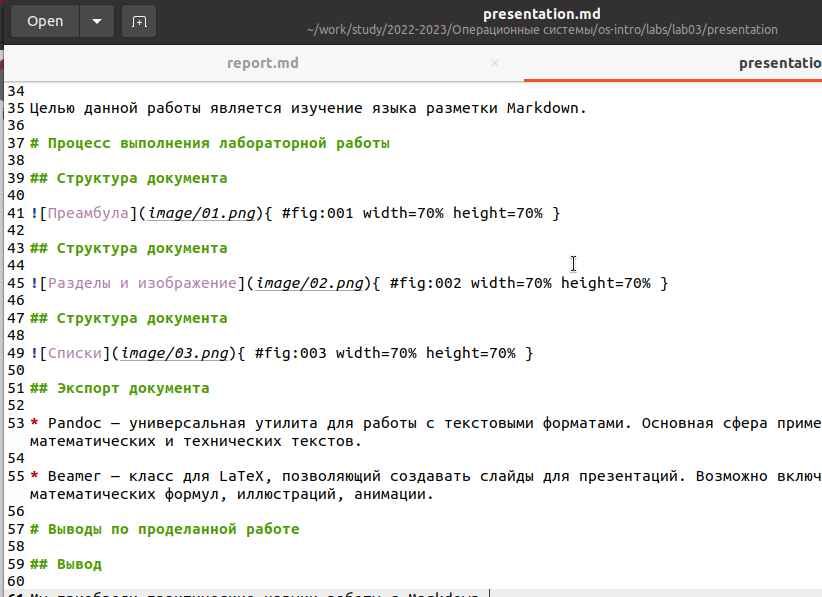 Open
presentation.md
~/work/study/2022-2023/Операционные системы/os-intro/labs/lab03/presentation
report.md
×
presentatio
34
35 Целью данной работы является изучение языка разметки Markdown.
36
37 # Процесс выполнения лабораторной работы
38
39 ## Структура документа
40
41 ![Преамбула](image/01.png){ #fig:001 width=70% height=70% }
42
43 ## Структура документа
44
45 ![Разделы и изображение](image/02.png){ #fig:002 width=70% height=70% }
46
47 ## Структура документа
48
49 ![Списки](image/03.png){ #fig:003 width=70% height=70% }
50
51 ## Экспорт документа
52
53 * Pandoc — универсальная утилита для работы с текстовыми форматами. Основная сфера приме
математических и технических текстов.
54
55 * Beamer — класс для LaTeX, позволяющий создавать слайды для презентаций. Возможно включ
математических формул, иллюстраций, анимации.
56
57 # Выводы по проделанной работе
58
59 ## Вывод
60